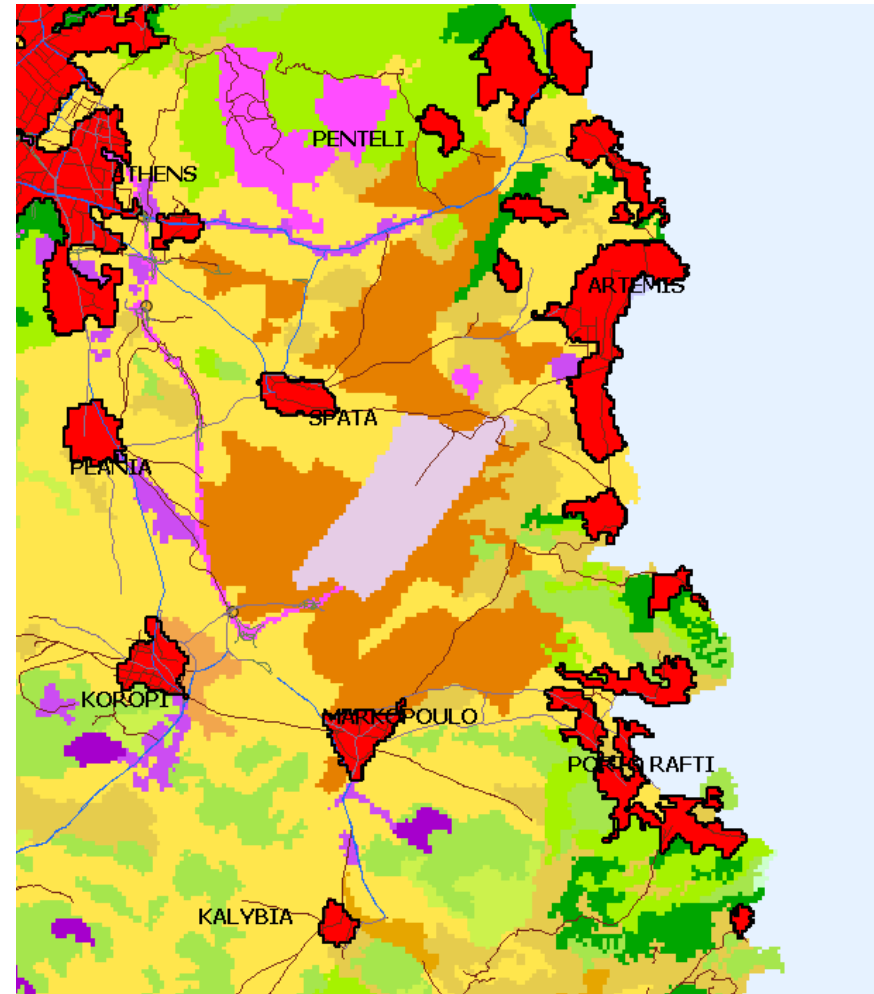 PENTELI
ATHENS
ARTEMIS
SPATA
PEANIA
KOROPI
MARKOPOULO
PORTO RAFTI
KALYBIA